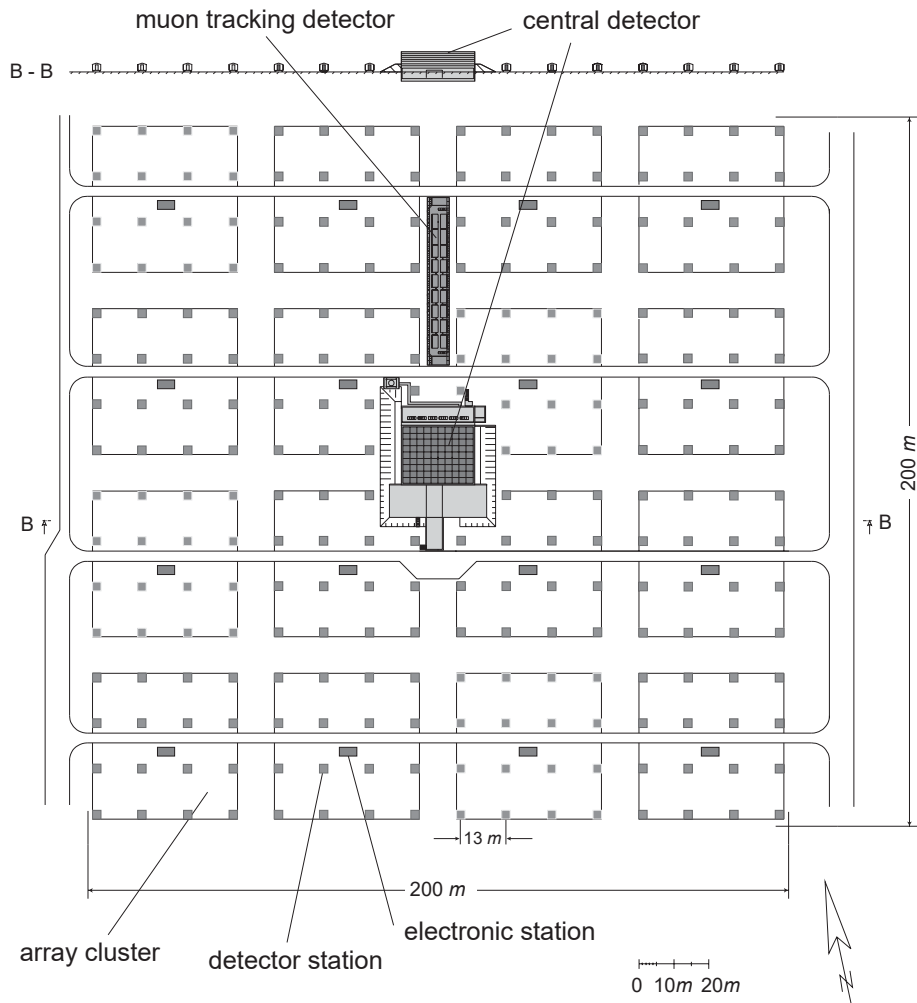 muon tracking detector
central detector
B - B
200 m
B
B
13 m
200 m
array cluster
detector station
electronic station
0 10m 20m
N